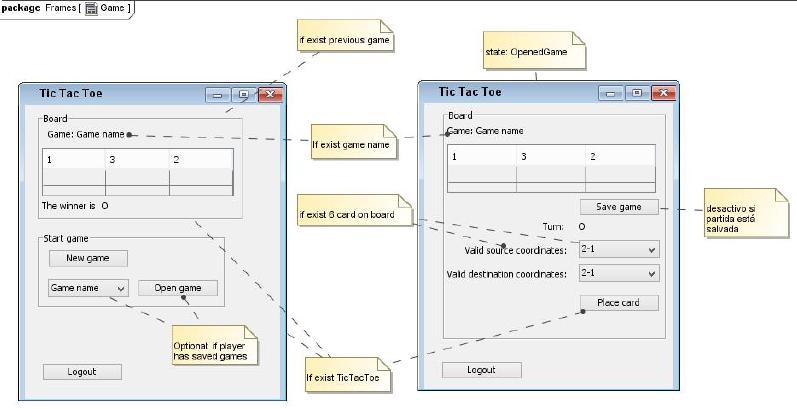 package Frames [ Game ]
if exist previous game
state: OpenedGame
Tic Tac Toe
Board
Game: Game name
1 3 2
The winner is O
Start game
New game
Game name
Open game
Logout
If exist game name
if exist 6 card on board
Optional: if player
has saved games
If exist TicTacToe
Tic Tac Toe
Board
Game: Game name
1 3 2
Save game
Turn: O
Valid source coordinates: 2-1
Valid destination coordinates: 2-1
Place card
Logout
desactivo si
partida está
salvada